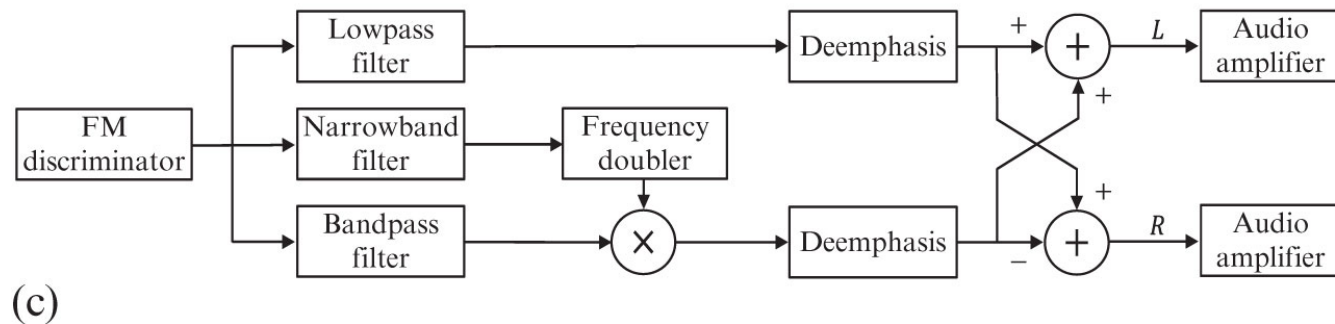 Lowpass
filter
Deemphasis
+
+
L
Audio
amplifier
+
FM
discriminator
Narrowband
filter
Frequency
doubler
Bandpass
filter
×
Deemphasis
+
−
+
R
Audio
amplifier
(c)